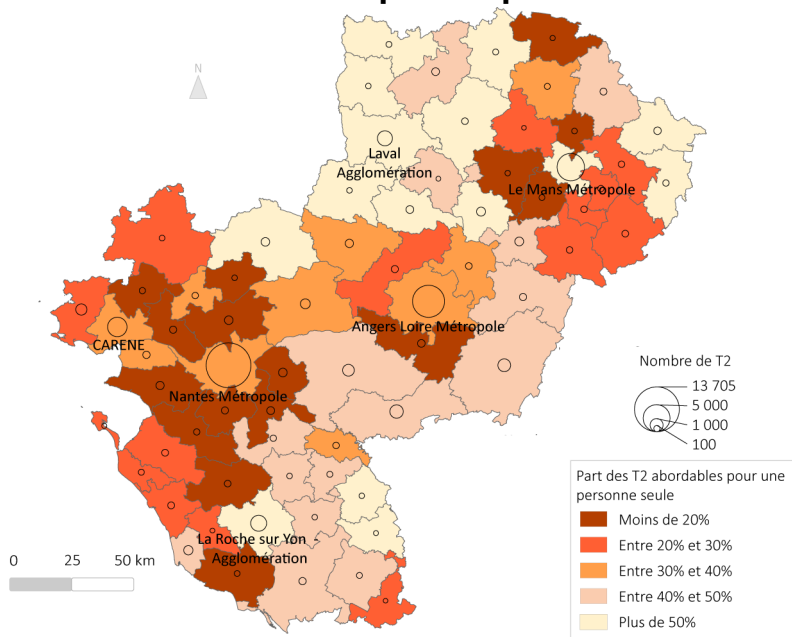 N
Laval
Agglomération
Le Mans Métropole
Angers Loire Métropole
CARENE
Nantes Métropole
La Roche sur Yon
Agglomération
0 25 50 km
Nombre de T2
13 705
5 000
1 000
100
Part des T2 abordables pour une
personne seule
Moins de 20%
Entre 20% et 30%
Entre 30% et 40%
Entre 40% et 50%
Plus de 50%